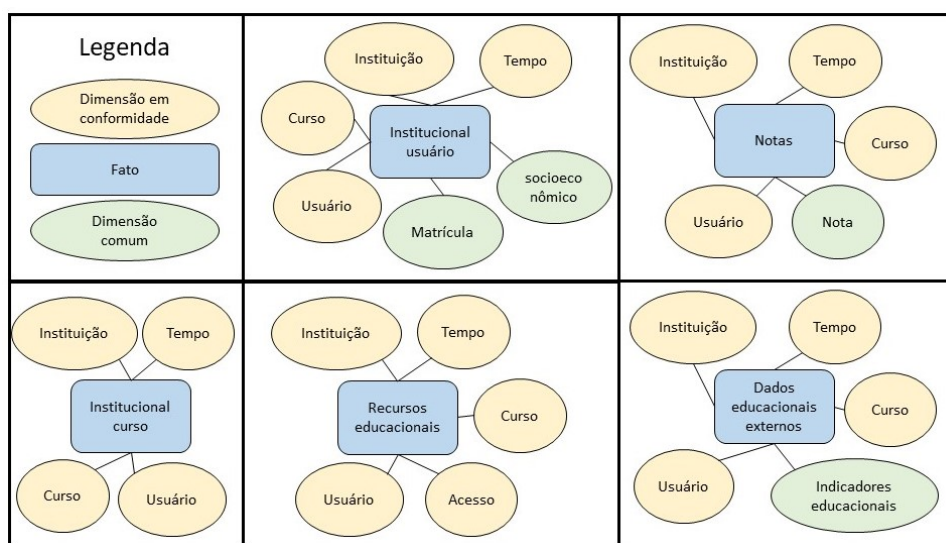 Legenda
Dimensão em
conformidade
Fato
Dimensão
comum
Instituição
Tempo
Curso
Institucional
usuário
socioeco
nômico
Usuário
Matrícula
Instituição
Tempo
Notas
Curso
Usuário
Nota
Instituição
Tempo
Institucional
curso
Curso
Usuário
Instituição
Tempo
Recursos
educacionais
Curso
Usuário
Acesso
Instituição
Tempo
Dados
educacionais
externos
Curso
Usuário
Indicadores
educacionais